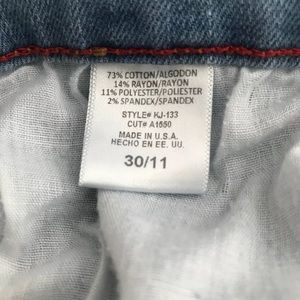 73% COTTON/ALGODON
14% RAYON/RAYON
11% POLYESTER/POLIESTER
2% SPANDEX/SPANDEX
STYLE# KJ-133
CUT# A1550
MADE IN U.S.A.
HECHO EN EE. UU.
30/11